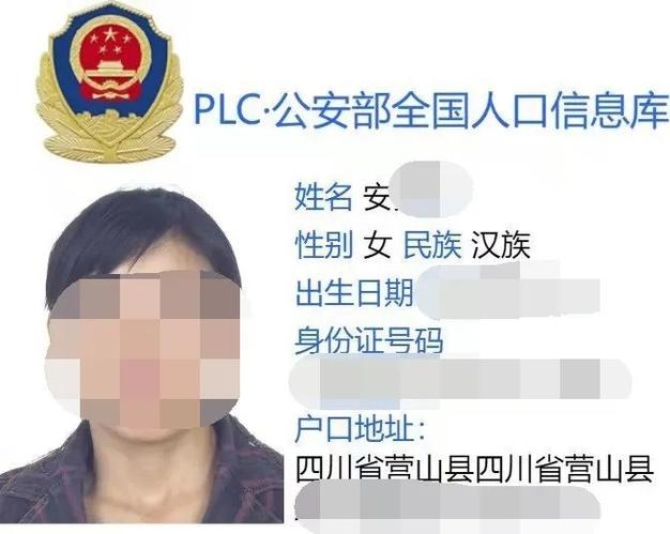 PLC·公安部全国人口信息库
姓名 安
性别 女 民族 汉族
出生日期
身份证号码
户口地址：
四川省营山县四川省营山县